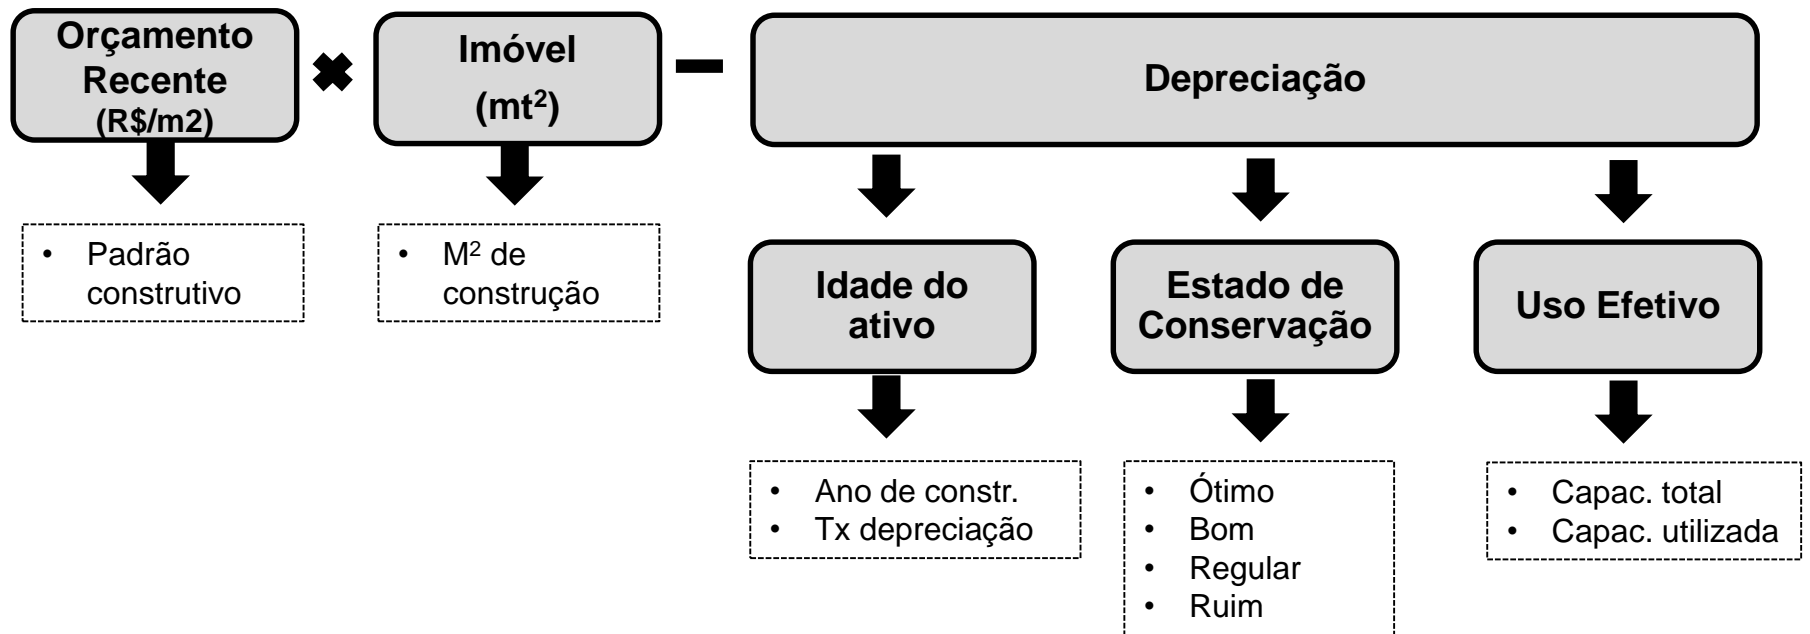 Orçamento
Recente
(R$/m2)
Imóvel
(mt²)
Depreciação
• Padrão
construtivo
• M² de
construção
Idade do
ativo
Estado de
Conservação
Uso Efetivo
• Ano de constr.
• Tx depreciação
• Ótimo
• Bom
• Regular
• Ruim
• Capac. total
• Capac. utilizada